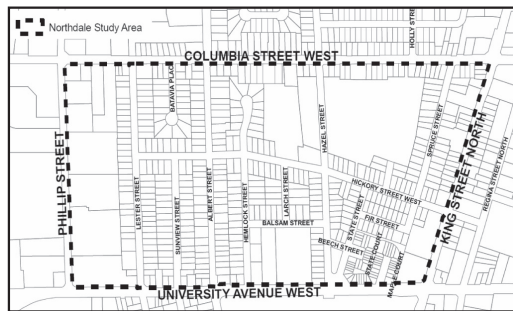 Northdale Study Area
HOLLY STREET
COLUMBIA STREET WEST
BATAVIA PLACE
HAZEL STREET
SPRUCE STREET
PHILLIP STREET
LESTER STREET
SUNVIEW STREET
ALBERT STREET
HEMLOCK STREET
LARCH STREET
HICKORY STREET WEST
KING STREET NORTH
REGINA STREET NORTH
BALSAM STREET
STATE STREET
FIR STREET
BEECH STREET
STATE COURT
MAPLE COURT
UNIVERSITY AVENUE WEST